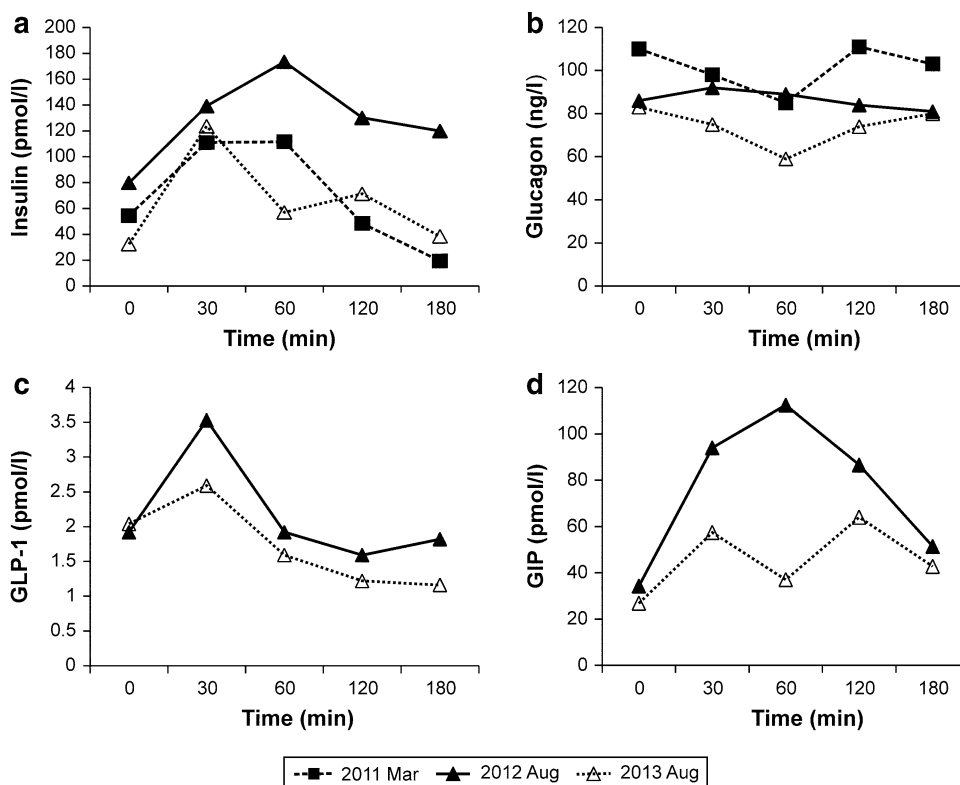 a
200
180
160
140
120
100
80
60
40
20
0
Insulin (pmol/l)
0 30 60 120 180
Time (min)
b
120
100
80
60
40
20
0
Glucagon (ng/l)
0 30 60 120 180
Time (min)
c
4
3.5
3
2.5
2
1.5
1
0.5
0
GLP-1 (pmol/l)
0 30 60 120 180
Time (min)
d
120
100
80
60
40
20
0
GIP (pmol/l)
0 30 60 120 180
Time (min)
2011 Mar 2012 Aug 2013 Aug